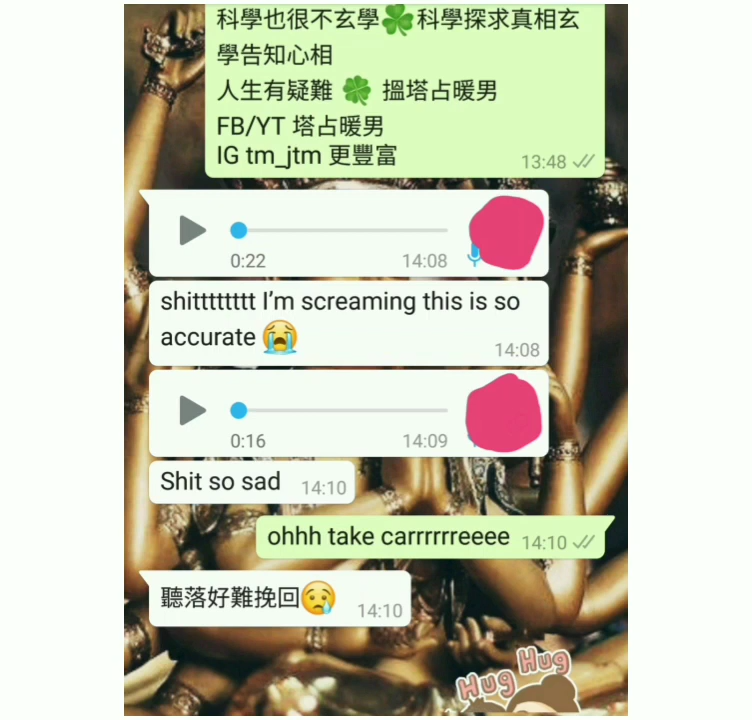 科學也很不玄學🍀科學探求真相玄
學告知心相
人生有疑難 🍀 搵塔占暖男
FB/YT 塔占暖男
IG tm_jtm 更豐富
13:48
0:22 14:08
shitttttttt I’m screaming this is so
accurate 😭
14:08
0:16 14:09
Shit so sad 14:10
ohhh take carrrrrreeee 14:10
聽落好難挽回😢 14:10
Hug Hug